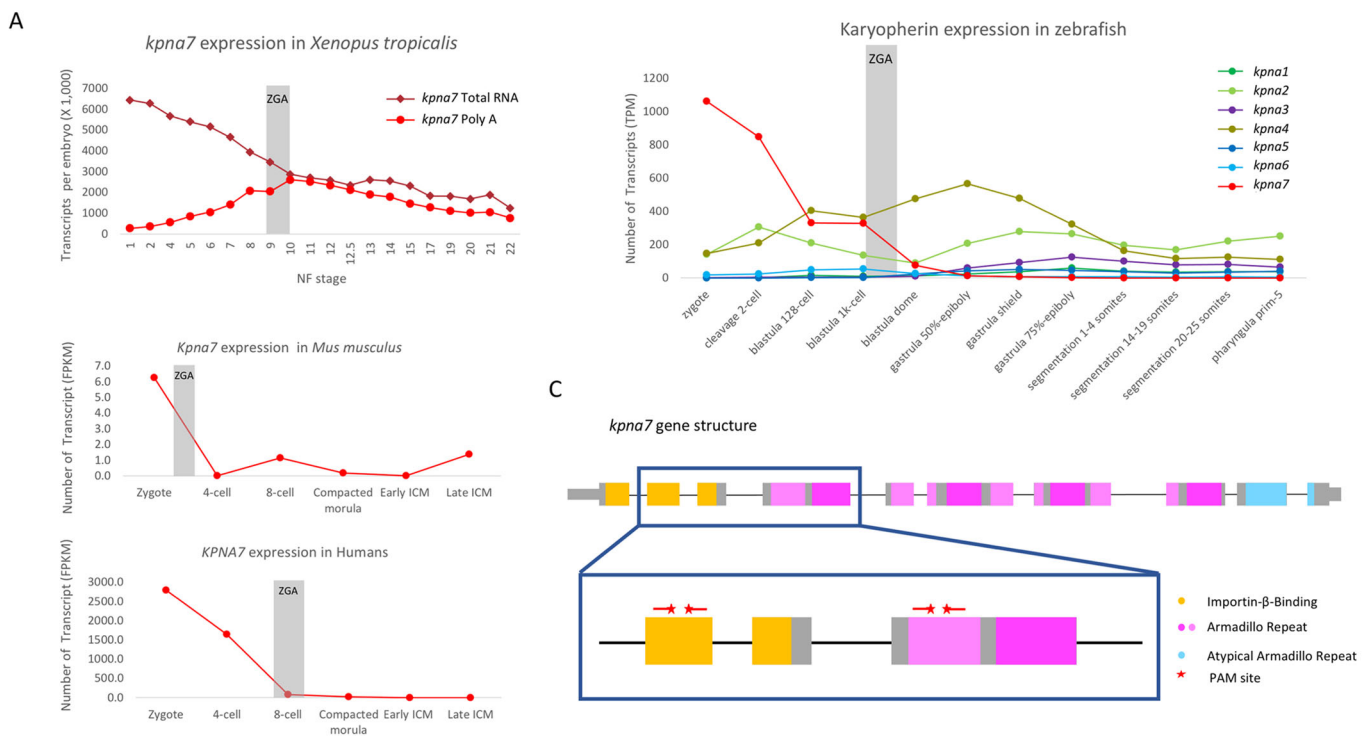 A
kpna7 expression in Xenopus tropicalis
Transcripts per embryo (X 1,000)
7000
6000
5000
4000
3000
2000
1000
0
ZGA
kpna7 Total RNA
kpna7 Poly A
1 2 4 5 6 7 8 9 10 11 12 12.5 13 14 15 17 19 20 21 22
NF stage
Karyopherin expression in zebrafish
Number of Transcripts (TPM)
1200
1000
800
600
400
200
0
ZGA
kpna1
kpna2
kpna3
kpna4
kpna5
kpna6
kpna7
zygote
cleavage 2-cell
blastula 128-cell
blastula 1k-cell
blastula dome
gastrula 50%-epiboly
gastrula shield
gastrula 75%-epiboly
segmentation 1-4 somites
segmentation 14-19 somites
segmentation 20-25 somites
pharyngula prim-5
Kpna7 expression in Mus musculus
Number of Transcript (FPKM)
7.0
6.0
5.0
4.0
3.0
2.0
1.0
0.0
ZGA
Zygote 4-cell 8-cell Compacted Early ICM Late ICM
morula
KPNA7 expression in Humans
Number of Transcript (FPKM)
3000.0
2500.0
2000.0
1500.0
1000.0
500.0
0.0
ZGA
Zygote 4-cell 8-cell Compacted Early ICM Late ICM
morula
C
kpna7 gene structure
Importin-β-Binding
Armadillo Repeat
Atypical Armadillo Repeat
PAM site